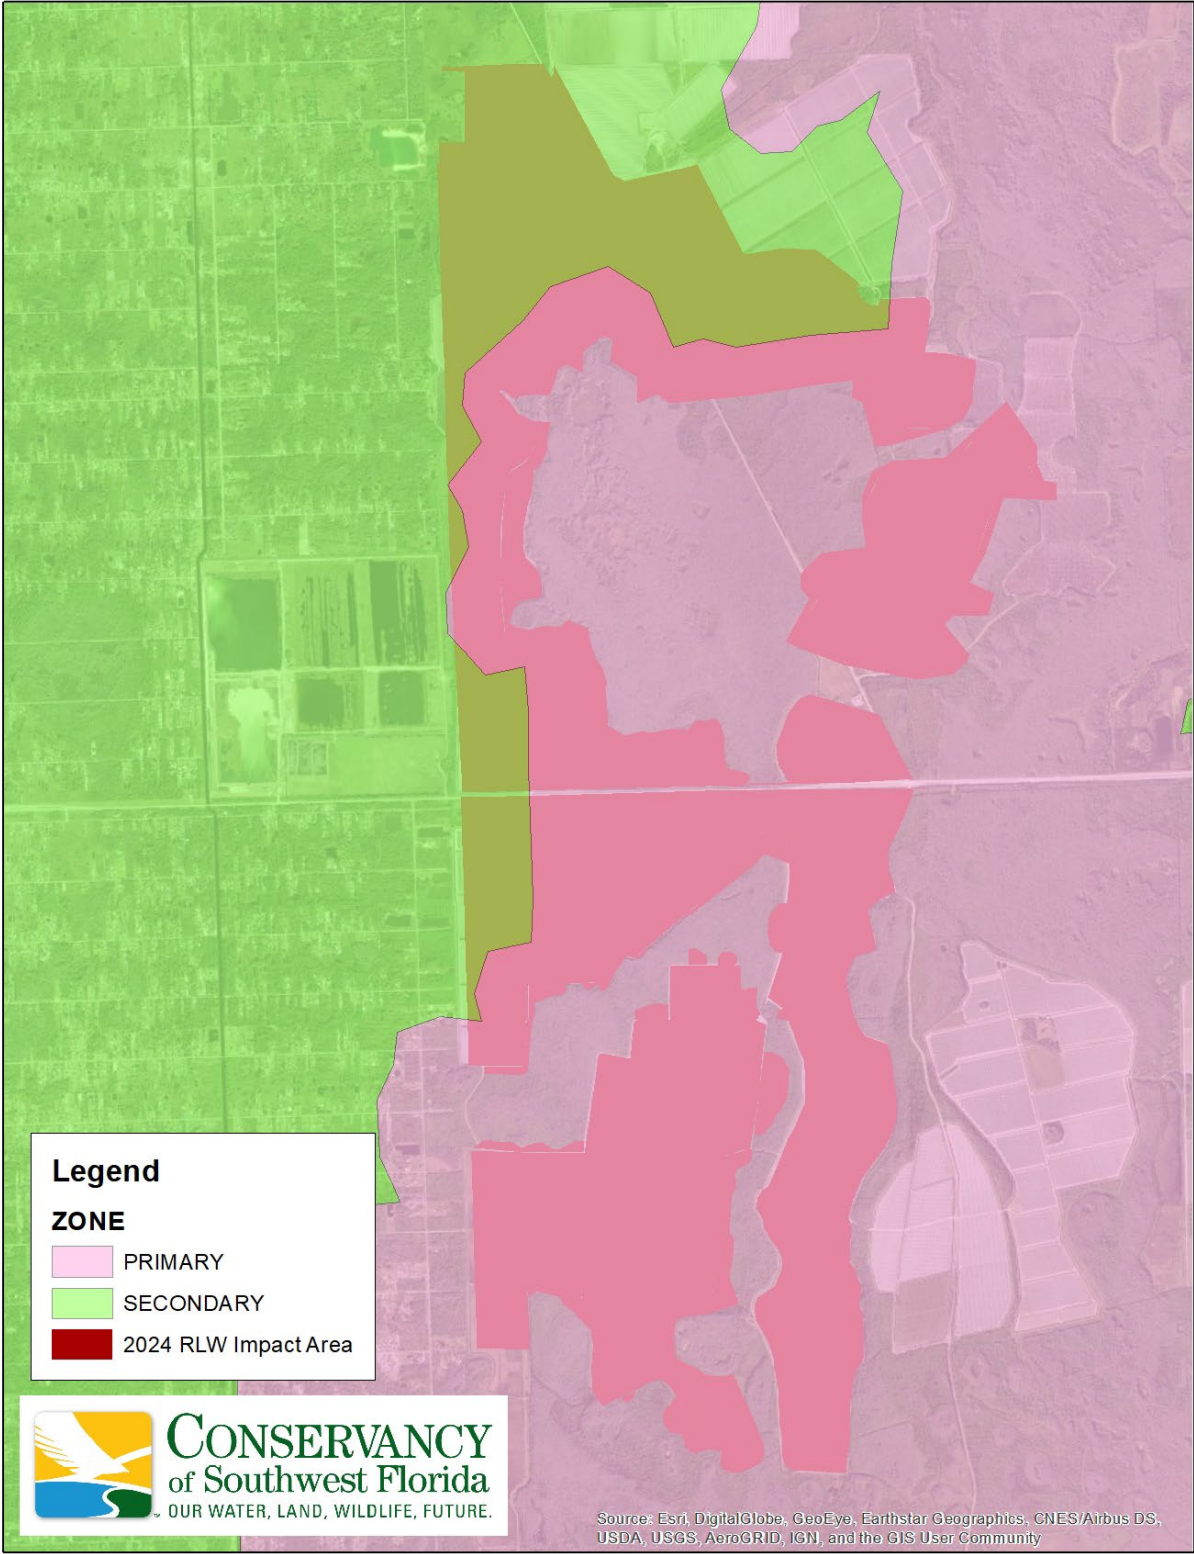 Legend
ZONE
PRIMARY
SECONDARY
2024 RLW Impact Area
CONSERVANCY
of Southwest Florida
OUR WATER, LAND, WILDLIFE, FUTURE.
Source: Esri, DigitalGlobe, GeoEye, Earthstar Geographics, CNES/Airbus DS,
USDA, USGS, AeroGRID, IGN, and the GIS User Community